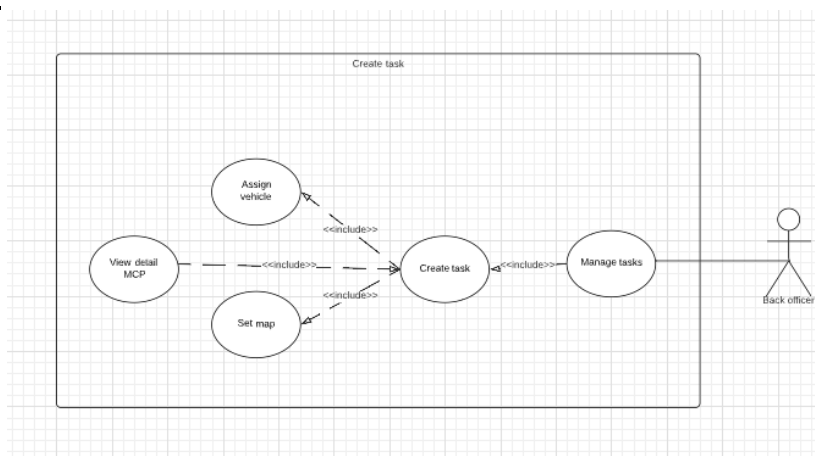 Create task
Assign
vehicle
<<include>>
View detail
MCP
<<include>>
Create task
<<include>>
Manage tasks
<<include>>
Set map
Back officer